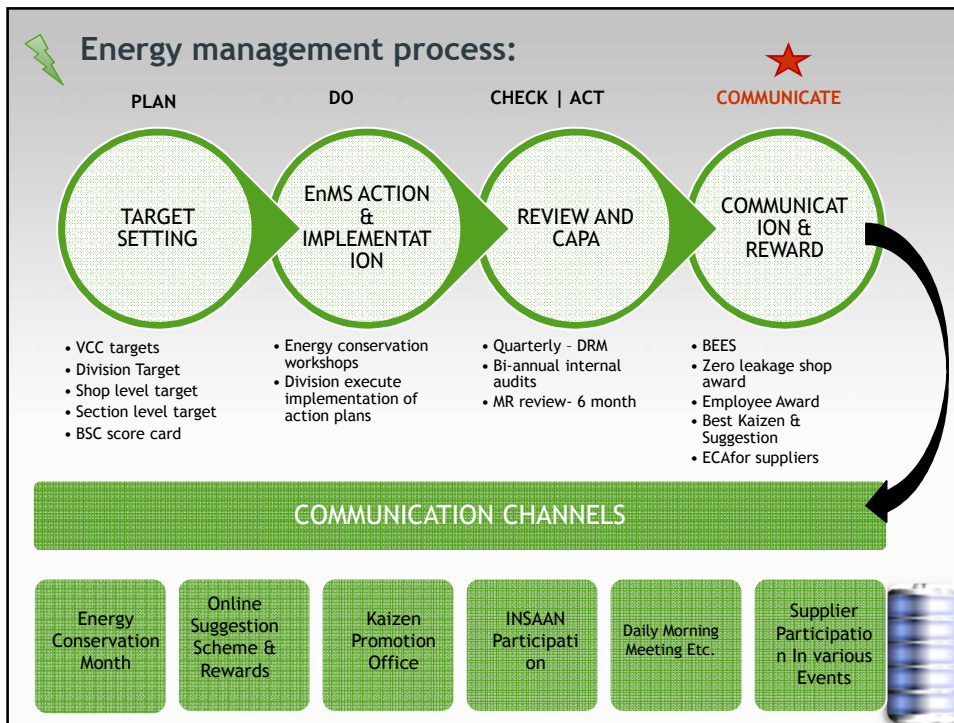 Energy management process:
PLAN
DO
CHECK | ACT
COMMUNICATE
TARGET
SETTING
EnMS ACTION
&
IMPLEMENTAT
ION
REVIEW AND
CAPA
COMMUNICAT
ION &
REWARD
• VCC targets
• Division Target
• Shop level target
• Section level target
• BSC score card
• Energy conservation
workshops
• Division execute
implementation of
action plans
• Quarterly – DRM
• Bi-annual internal
audits
• MR review- 6 month
• BEES
• Zero leakage shop
award
• Employee Award
• Best Kaizen &
Suggestion
• ECAfor suppliers
COMMUNICATION CHANNELS
Energy
Conservation
Month
Online
Suggestion
Scheme &
Rewards
Kaizen
Promotion
Office
INSAAN
Participati
on
Daily Morning
Meeting Etc.
Supplier
Participatio
n In various
Events